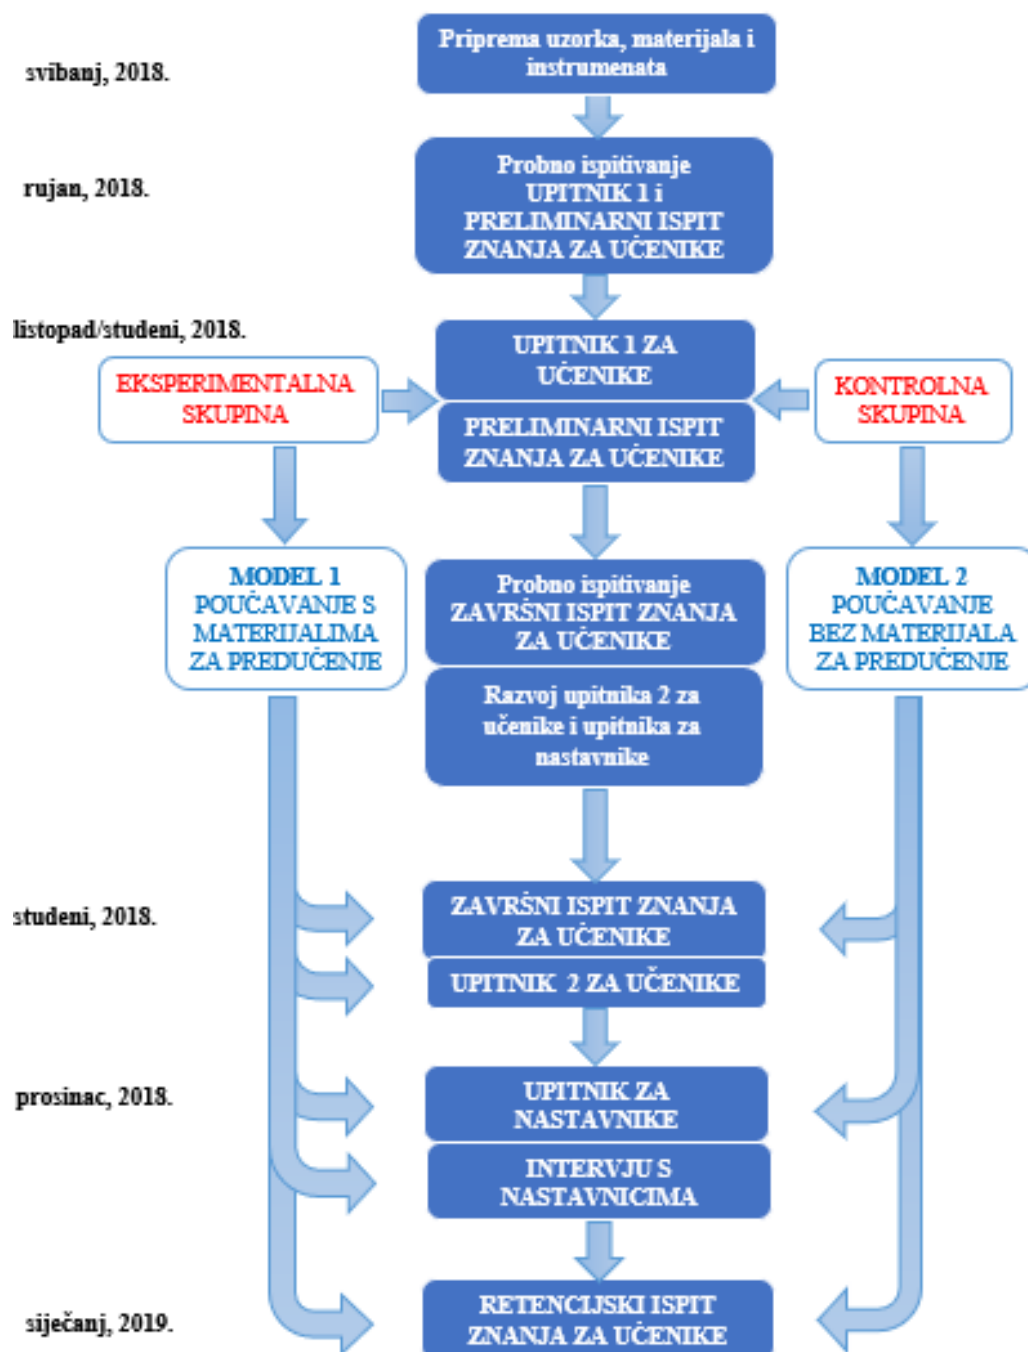 Priprema uzorka, materijala i
instrumenata
svibanj, 2018.
Probno ispitivanje
UPITNIK 1 i
PRELIMINARNI ISPIT
ZNANJA ZA UČENIKE
rujan, 2018.
listopad/studeni, 2018.
UPITNIK 1 ZA
UČENIKE
EKSPERIMENTALNA
SKUPINA
KONTROLNA
SKUPINA
PRELIMINARNI ISPIT
ZNANJA ZA UČENIKE
MODEL 1
POUČAVANJE S
MATERIJALIMA
ZA PREDUČENJE
Probno ispitivanje
ZAVRŠNI ISPIT ZNANJA
ZA UČENIKE
MODEL 2
POUČAVANJE
BEZ MATERIJALA
ZA PREDUČENJE
Razvoj upitnika 2 za
učenike i upitnika za
nastavnike
studeni, 2018.
ZAVRŠNI ISPIT ZNANJA
ZA UČENIKE
UPITNIK 2 ZA UČENIKE
prosinac, 2018.
UPITNIK ZA
NASTAVNIKE
INTERVJU S
NASTAVNICIMA
siječanj, 2019.
RETENCIJSKI ISPIT
ZNANJA ZA UČENIKE